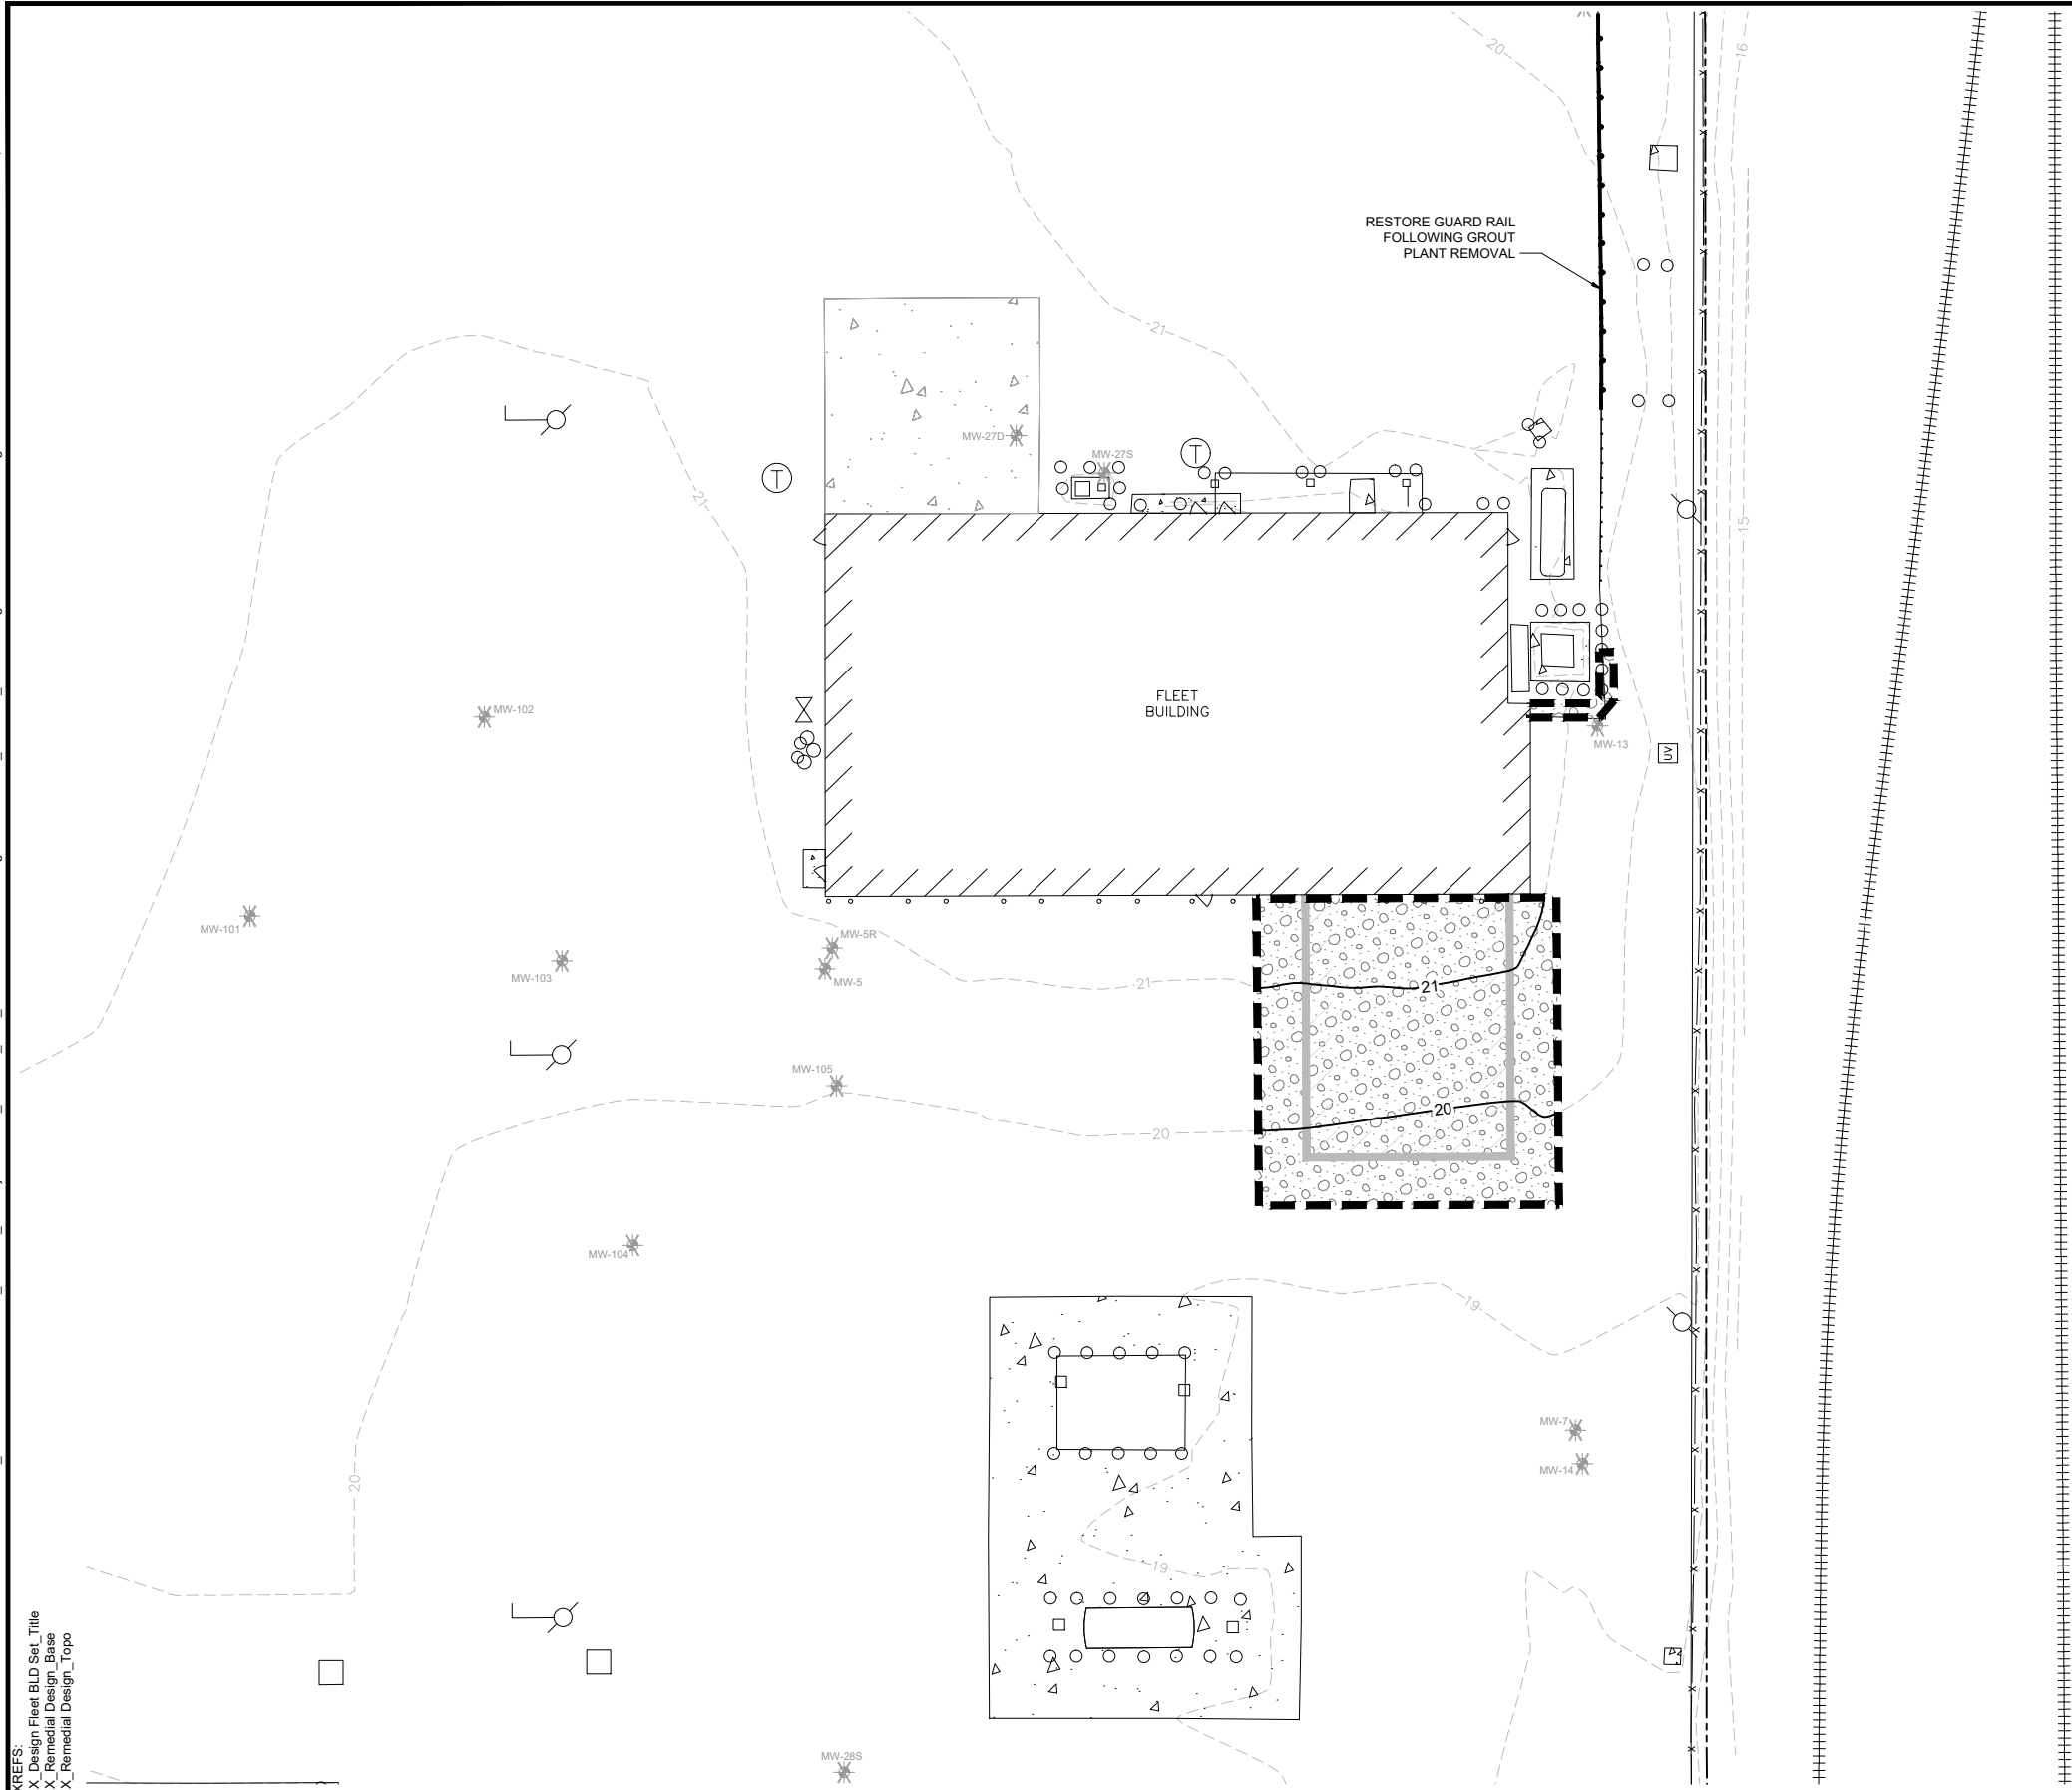 20
16
RESTORE GUARD RAIL
FOLLOWING GROUT
PLANT REMOVAL
21
MW-27D
MW-27S
T
T
21
15
MW-102
FLEET
BUILDING
MW-13
UV
MW-101
MW-5R
MW-103
MW-5
21
21
MW-105
20
20
MW-104
19
MW-7
MW-14
20
19
XREFS:
X_Design Fleet BLD Set_Title
X_Remedial Design_Base
X_Remedial Design_Topo
MW-28S